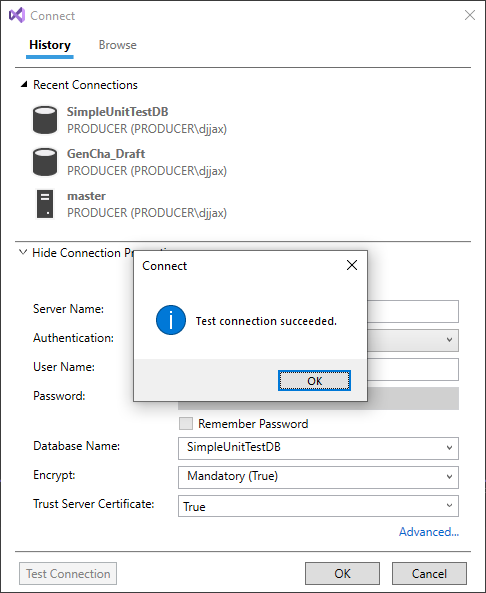 Connect
History
Browse
Recent Connections
SimpleUnitTestDB
PRODUCER (PRODUCER\djjax)
GenCha_Draft
PRODUCER (PRODUCER\djjax)
master
PRODUCER (PRODUCER\djjax)
Hide Connection
Connect
Test connection succeeded.
OK
Server Name:
Authentication:
User Name:
Password:
Remember Password
Database Name:
SimpleUnitTestDB
Encrypt:
Mandatory (True)
Trust Server Certificate:
True
Advanced...
Test Connection
OK
Cancel